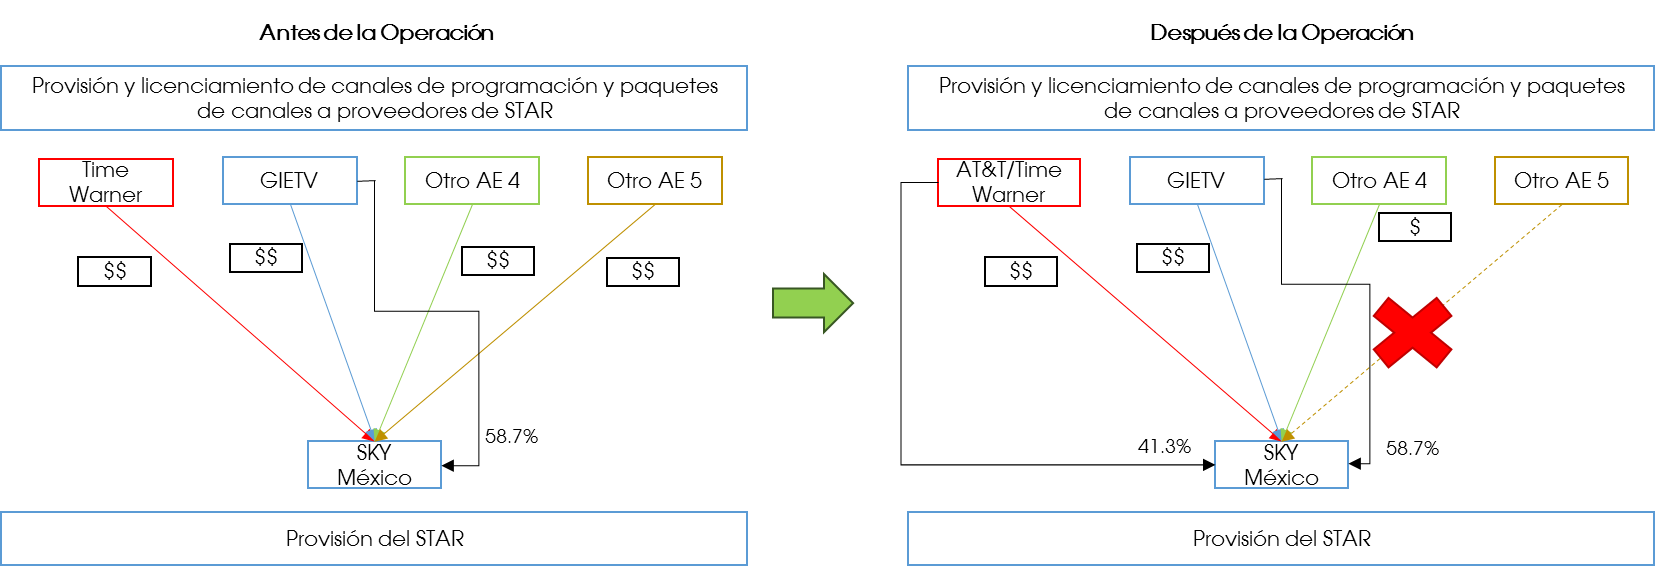 Antes de la Operación
Provisión y licenciamiento de canales de programación y paquetes
de canales a proveedores de STAR
Time
Warner
GIETV
Otro AE 4
Otro AE 5
$$
$$
$$
$$
58.7%
SKY
México
Provisión del STAR
Después de la Operación
Provisión y licenciamiento de canales de programación y paquetes
de canales a proveedores de STAR
AT&T/Time
Warner
GIETV
Otro AE 4
Otro AE 5
$$
$$
$
41.3%
58.7%
SKY
México
Provisión del STAR